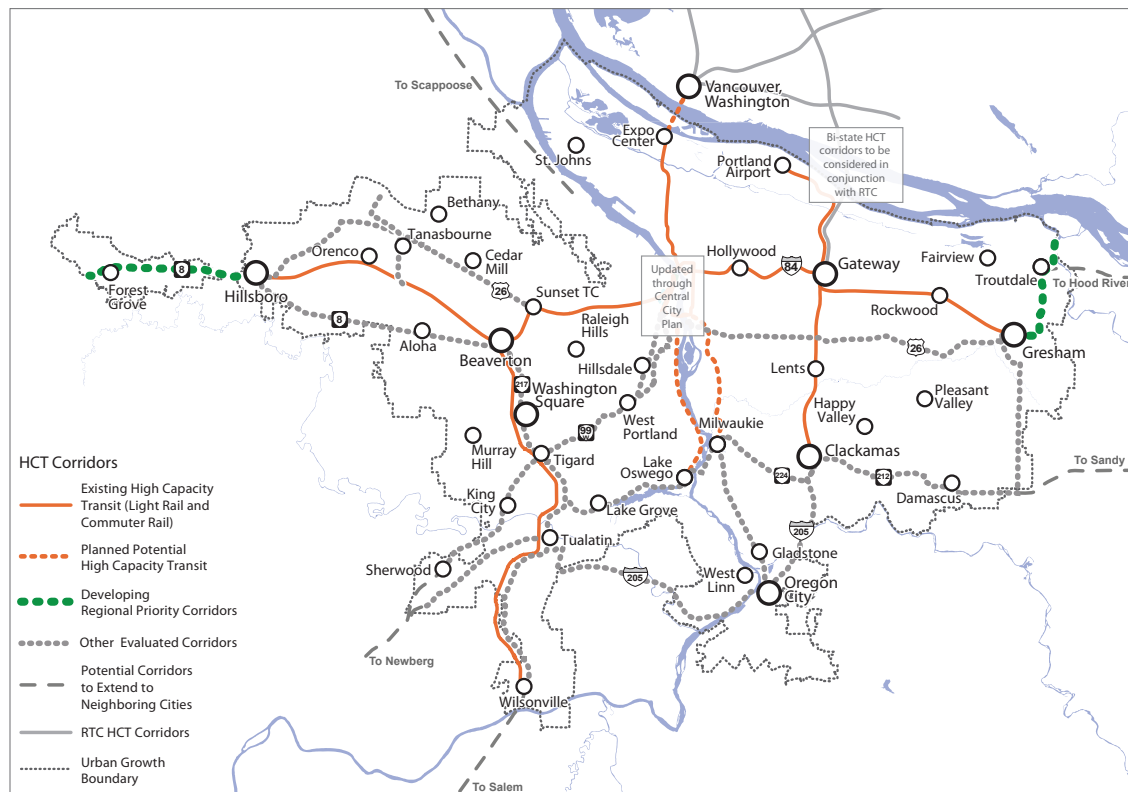 To Scappoose
Vancouver,
Washington
Expo
Center
St. Johns
Portland
Airport
Bi-state HCT
corridors to be
considered in
conjunction
with RTC
Bethany
Tanasbourne
Orenco
Cedar
Mill
8
Forest
Grove
Hillsboro
26
Sunset TC
Hollywood
84
Gateway
Fairview
Troutdale
To Hood River
Updated
through
Central
City
Plan
Rockwood
8
Aloha
Raleigh
Hills
Beaverton
Hillsdale
26
Gresham
217
Washington
Square
Lents
Pleasant
Valley
Happy
Valley
West
Portland
99
W
Milwaukie
Murray
Hill
Tigard
Clackamas
Lake
Oswego
224
212
To Sandy
Damascus
King
City
Lake Grove
205
Tualatin
Gladstone
Sherwood
205
West
Linn
Oregon
City
To Newberg
Wilsonville
To Salem
HCT Corridors
Existing High Capacity
Transit (Light Rail and
Commuter Rail)
Planned Potential
High Capacity Transit
Developing
Regional Priority Corridors
Other Evaluated Corridors
Potential Corridors
to Extend to
Neighboring Cities
RTC HCT Corridors
Urban Growth
Boundary